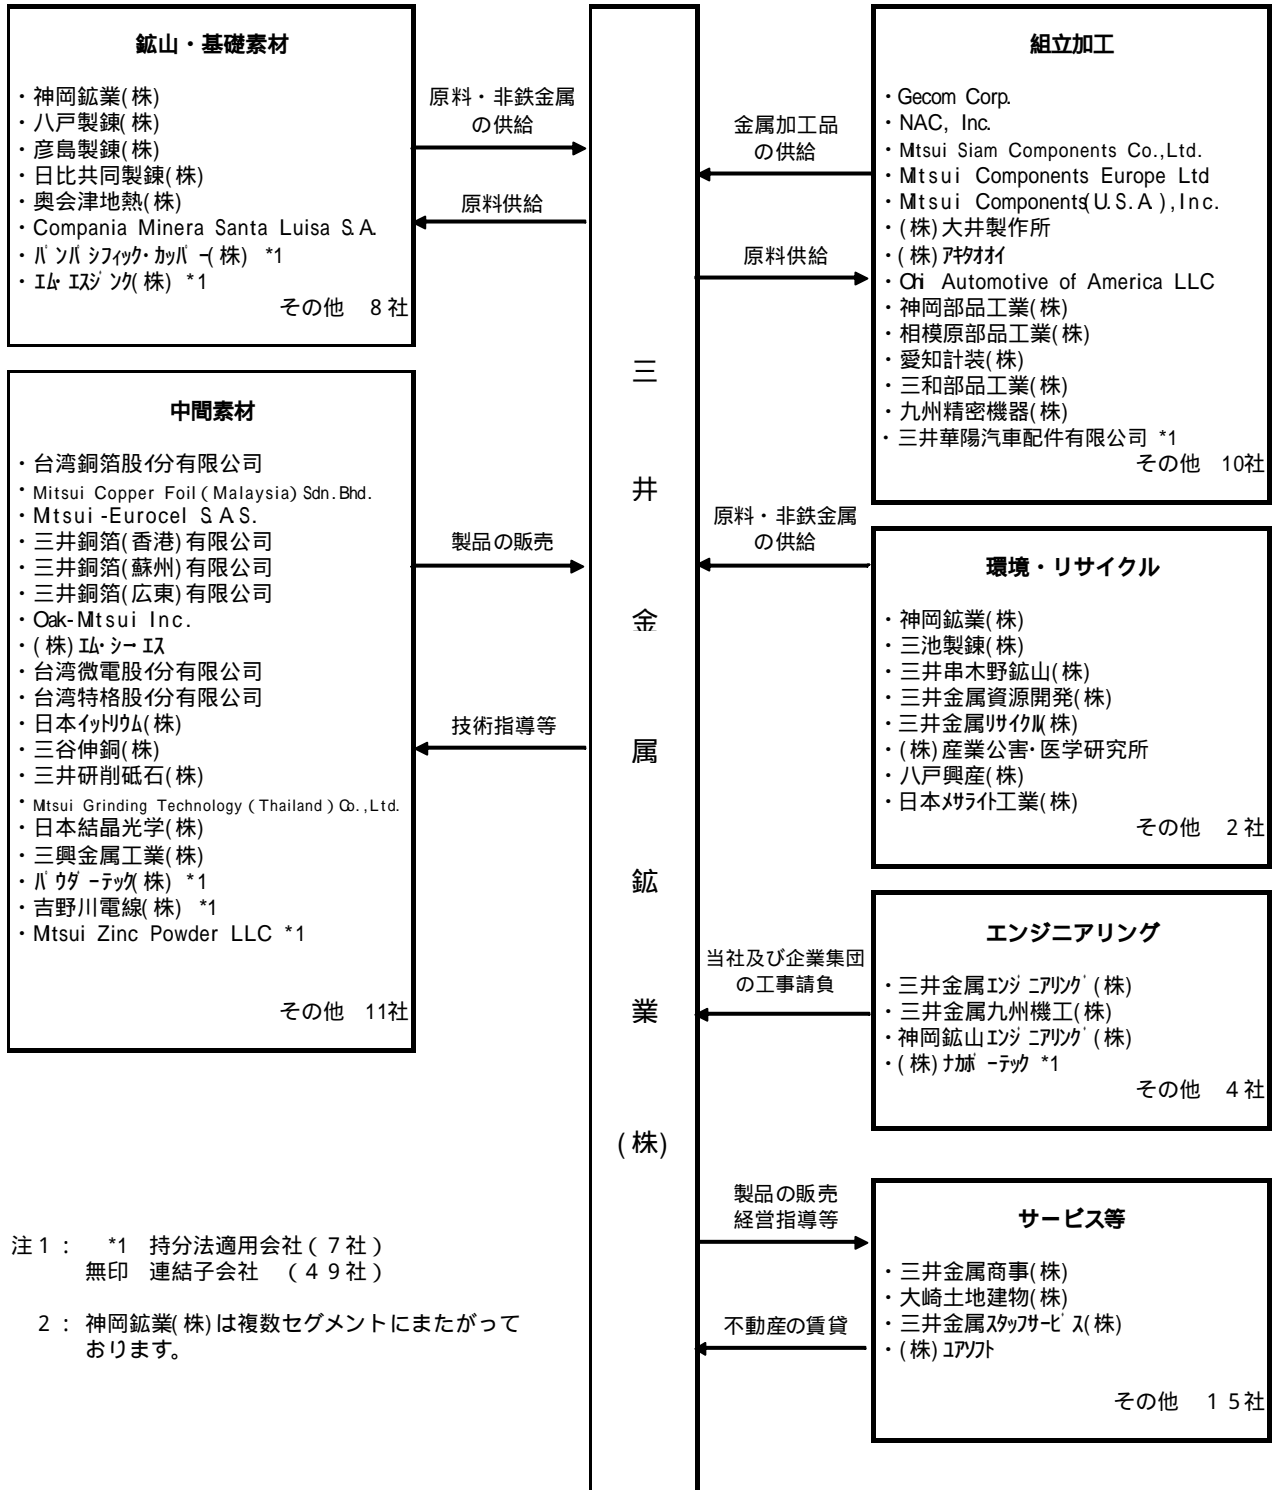 鉱山・基礎素材
・神岡鉱業(株)
・八戸製錬(株)
・彦島製錬(株)
・日比共同製錬(株)
・奥会津地熱(株)
・Compania Minera Santa Luisa S.A.
・パンパシフィック・カッパー(株) *1
・エム・エスジンク(株) *1
その他 8社
原料・非鉄金属
の供給
原料供給
中間素材
・台湾銅箔股份有限公司
・Mitsui Copper Foil(Malaysia)Sdn.Bhd.
・Mitsui-Eurocel S.A.S.
・三井銅箔(香港)有限公司
・三井銅箔(蘇州)有限公司
・三井銅箔(広東)有限公司
・Oak-Mitsui Inc.
・(株)エム・シー・エス
・台湾微電股份有限公司
・台湾特格股份有限公司
・日本イットリウム(株)
・三谷伸銅(株)
・三井研削砥石(株)
・Mitsui Grinding Technology(Thailand)Co.,Ltd.
・日本結晶光学(株)
・三興金属工業(株)
・パウダーテック(株) *1
・吉野川電線(株) *1
・Mitsui Zinc Powder LLC *1
その他 11社
製品の販売
技術指導等
三
井
金
属
鉱
業
(株)
組立加工
・Gecom Corp.
・NAC, Inc.
・Mitsui Siam Components Co.,Ltd.
・Mitsui Components Europe Ltd
・Mitsui Components(U.S.A),Inc.
・(株)大井製作所
・(株)アキタオオイ
・Ohi Automotive of America LLC
・神岡部品工業(株)
・相模原部品工業(株)
・愛知計装(株)
・三和部品工業(株)
・九州精密機器(株)
・三井華陽汽車配件有限公司 *1
その他 10社
金属加工品
の供給
原料供給
原料・非鉄金属
の供給
環境・リサイクル
・神岡鉱業(株)
・三池製錬(株)
・三井串木野鉱山(株)
・三井金属資源開発(株)
・三井金属リサイクル(株)
・(株)産業公害・医学研究所
・八戸興産(株)
・日本メサライト工業(株)
その他 2社
当社及び企業集団
の工事請負
エンジニアリング
・三井金属エンジニアリング(株)
・三井金属九州機工(株)
・神岡鉱山エンジニアリング(株)
・(株)ナカボーテック *1
その他 4社
製品の販売
経営指導等
不動産の賃貸
サービス等
・三井金属商事(株)
・大崎土地建物(株)
・三井金属スタッフサービス(株)
・(株)ユアソフト
その他 15社
注1: *1 持分法適用会社(7社)
無印 連結子会社 (49社)
2: 神岡鉱業(株)は複数セグメントにまたがって
おります。